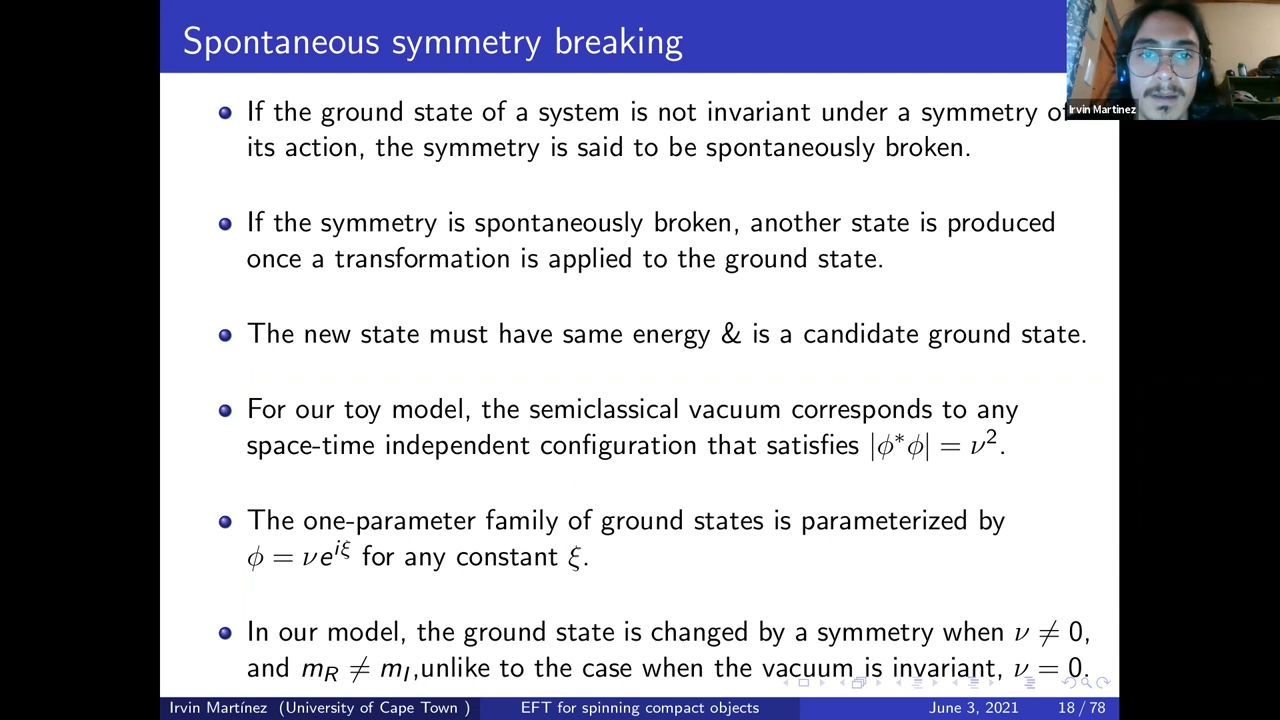 Spontaneous symmetry breaking
Irvin Martinez
If the ground state of a system is not invariant under a symmetry of
its action, the symmetry is said to be spontaneously broken.
If the symmetry is spontaneously broken, another state is produced
once a transformation is applied to the ground state.
The new state must have same energy & is a candidate ground state.
For our toy model, the semiclassical vacuum corresponds to any
space-time independent configuration that satisfies |ϕ*ϕ| = ν².
The one-parameter family of ground states is parameterized by
ϕ = νe^{iξ} for any constant ξ.
In our model, the ground state is changed by a symmetry when ν ≠ 0,
and m_R ≠ m_I,unlike to the case when the vacuum is invariant, ν = 0.
Irvin Martínez (University of Cape Town ) EFT for spinning compact objects June 3, 2021 18 / 78